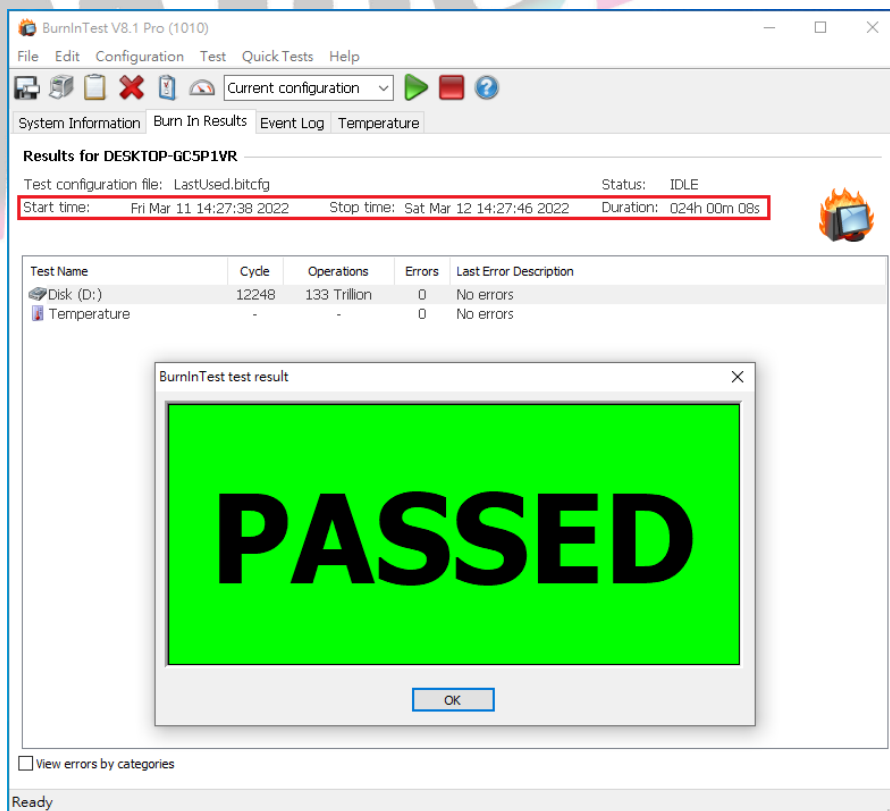 BurnInTest V8.1 Pro (1010)
File Edit Configuration Test Quick Tests Help
Current configuration
System Information Burn In Results Event Log Temperature
Results for DESKTOP-GC5P1VR
Test configuration file: LastUsed.bitcfg Status: IDLE
Start time: Fri Mar 11 14:27:38 2022 Stop time: Sat Mar 12 14:27:46 2022 Duration: 024h 00m 08s
Test Name Cycle Operations Errors Last Error Description
Disk (D:) 12248 133 Trillion 0 No errors
Temperature - - 0 No errors
BurnInTest test result
PASSED
OK
View errors by categories
Ready